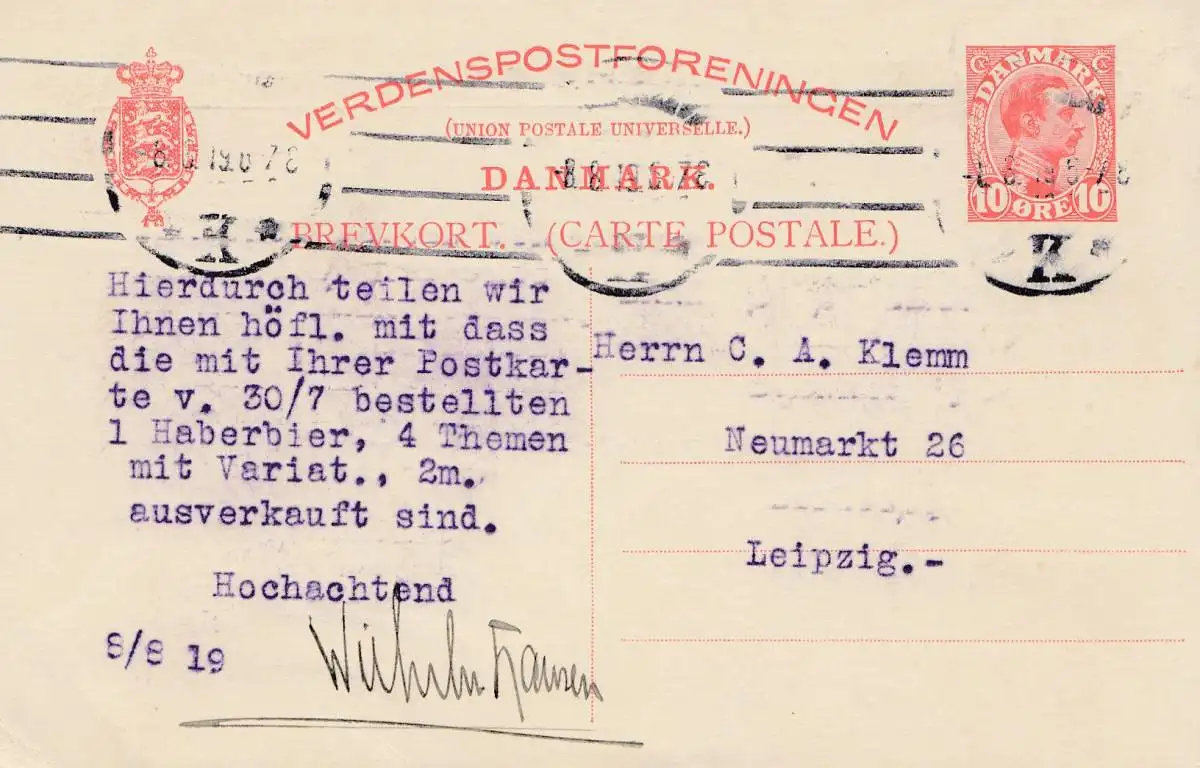 VERDENSPOSTFORENINGEN
(UNION POSTALE UNIVERSELLE.)
DANMARK.
BREVKORT. (CARTE POSTALE.)
DANMARK
10 ØRE 10
K
K
Hierdurch teilen wir
Ihnen höfl. mit dass
die mit Ihrer Postkar-
te v. 30/7 bestellten
1 Haberbier, 4 Themen
mit Variat., 2m.
ausverkauft sind.
Hochachtend
8/8 19
Wilhelm Hansen
Herrn C. A. Klemm
Neumarkt 26
Leipzig.-